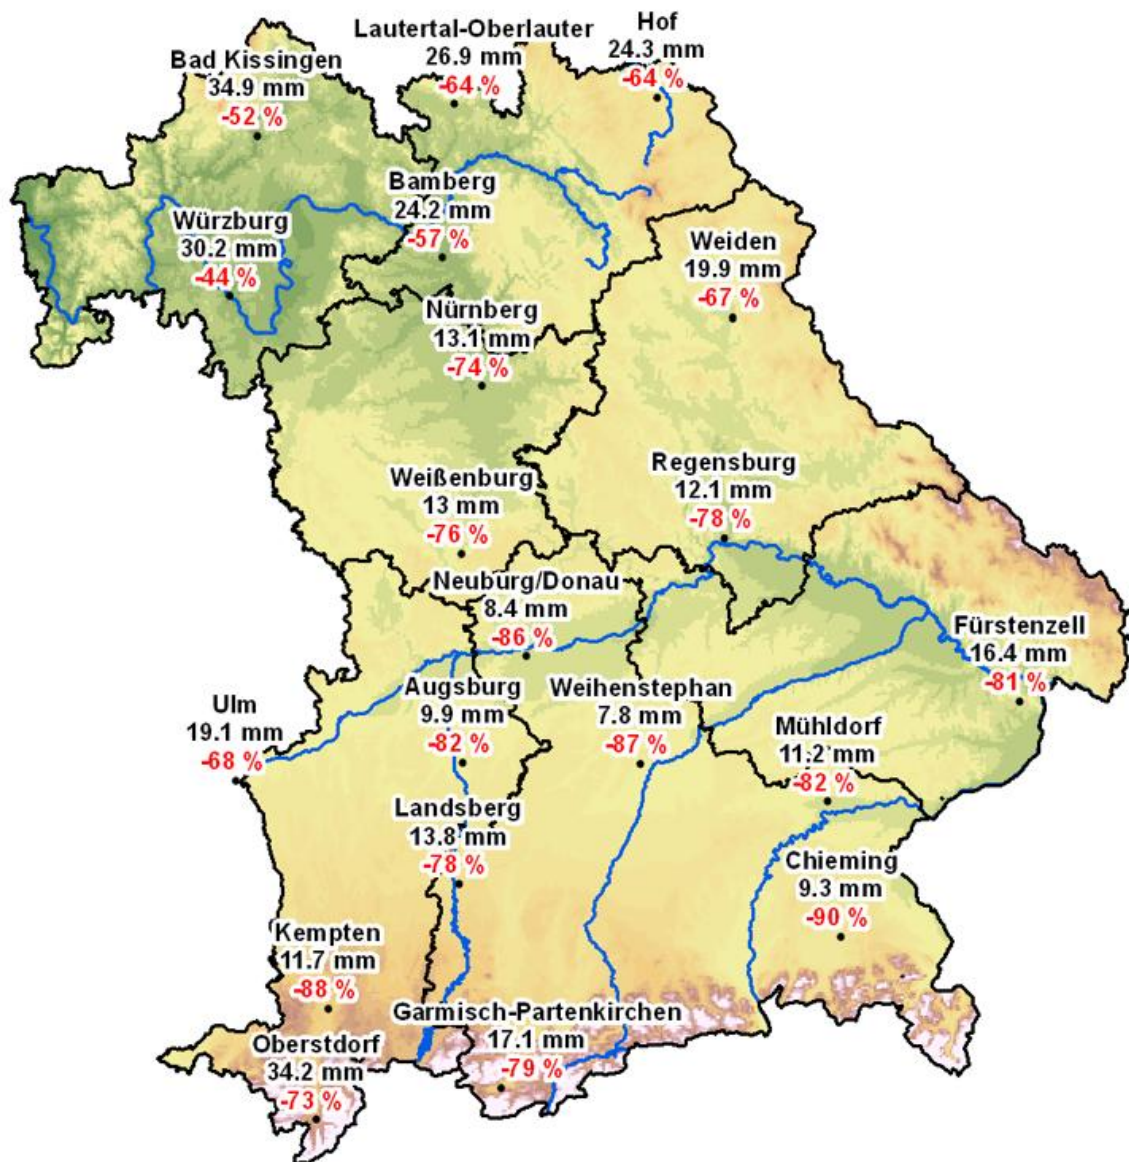 Lautertal-Oberlauter
26.9 mm
-64 %
Hof
24.3 mm
-64 %
Bad Kissingen
34.9 mm
-52 %
Bamberg
24.2 mm
-57 %
Würzburg
30.2 mm
-44 %
Weiden
19.9 mm
-67 %
Nürnberg
13.1 mm
-74 %
Weißenburg
13 mm
-76 %
Regensburg
12.1 mm
-78 %
Neuburg/Donau
8.4 mm
-86 %
Fürstenzell
16.4 mm
-81 %
Ulm
19.1 mm
-68 %
Augsburg
9.9 mm
-82 %
Weihenstephan
7.8 mm
-87 %
Mühldorf
11.2 mm
-82 %
Landsberg
13.8 mm
-78 %
Chieming
9.3 mm
-90 %
Kempten
11.7 mm
-88 %
Garmisch-Partenkirchen
17.1 mm
-79 %
Oberstdorf
34.2 mm
-73 %